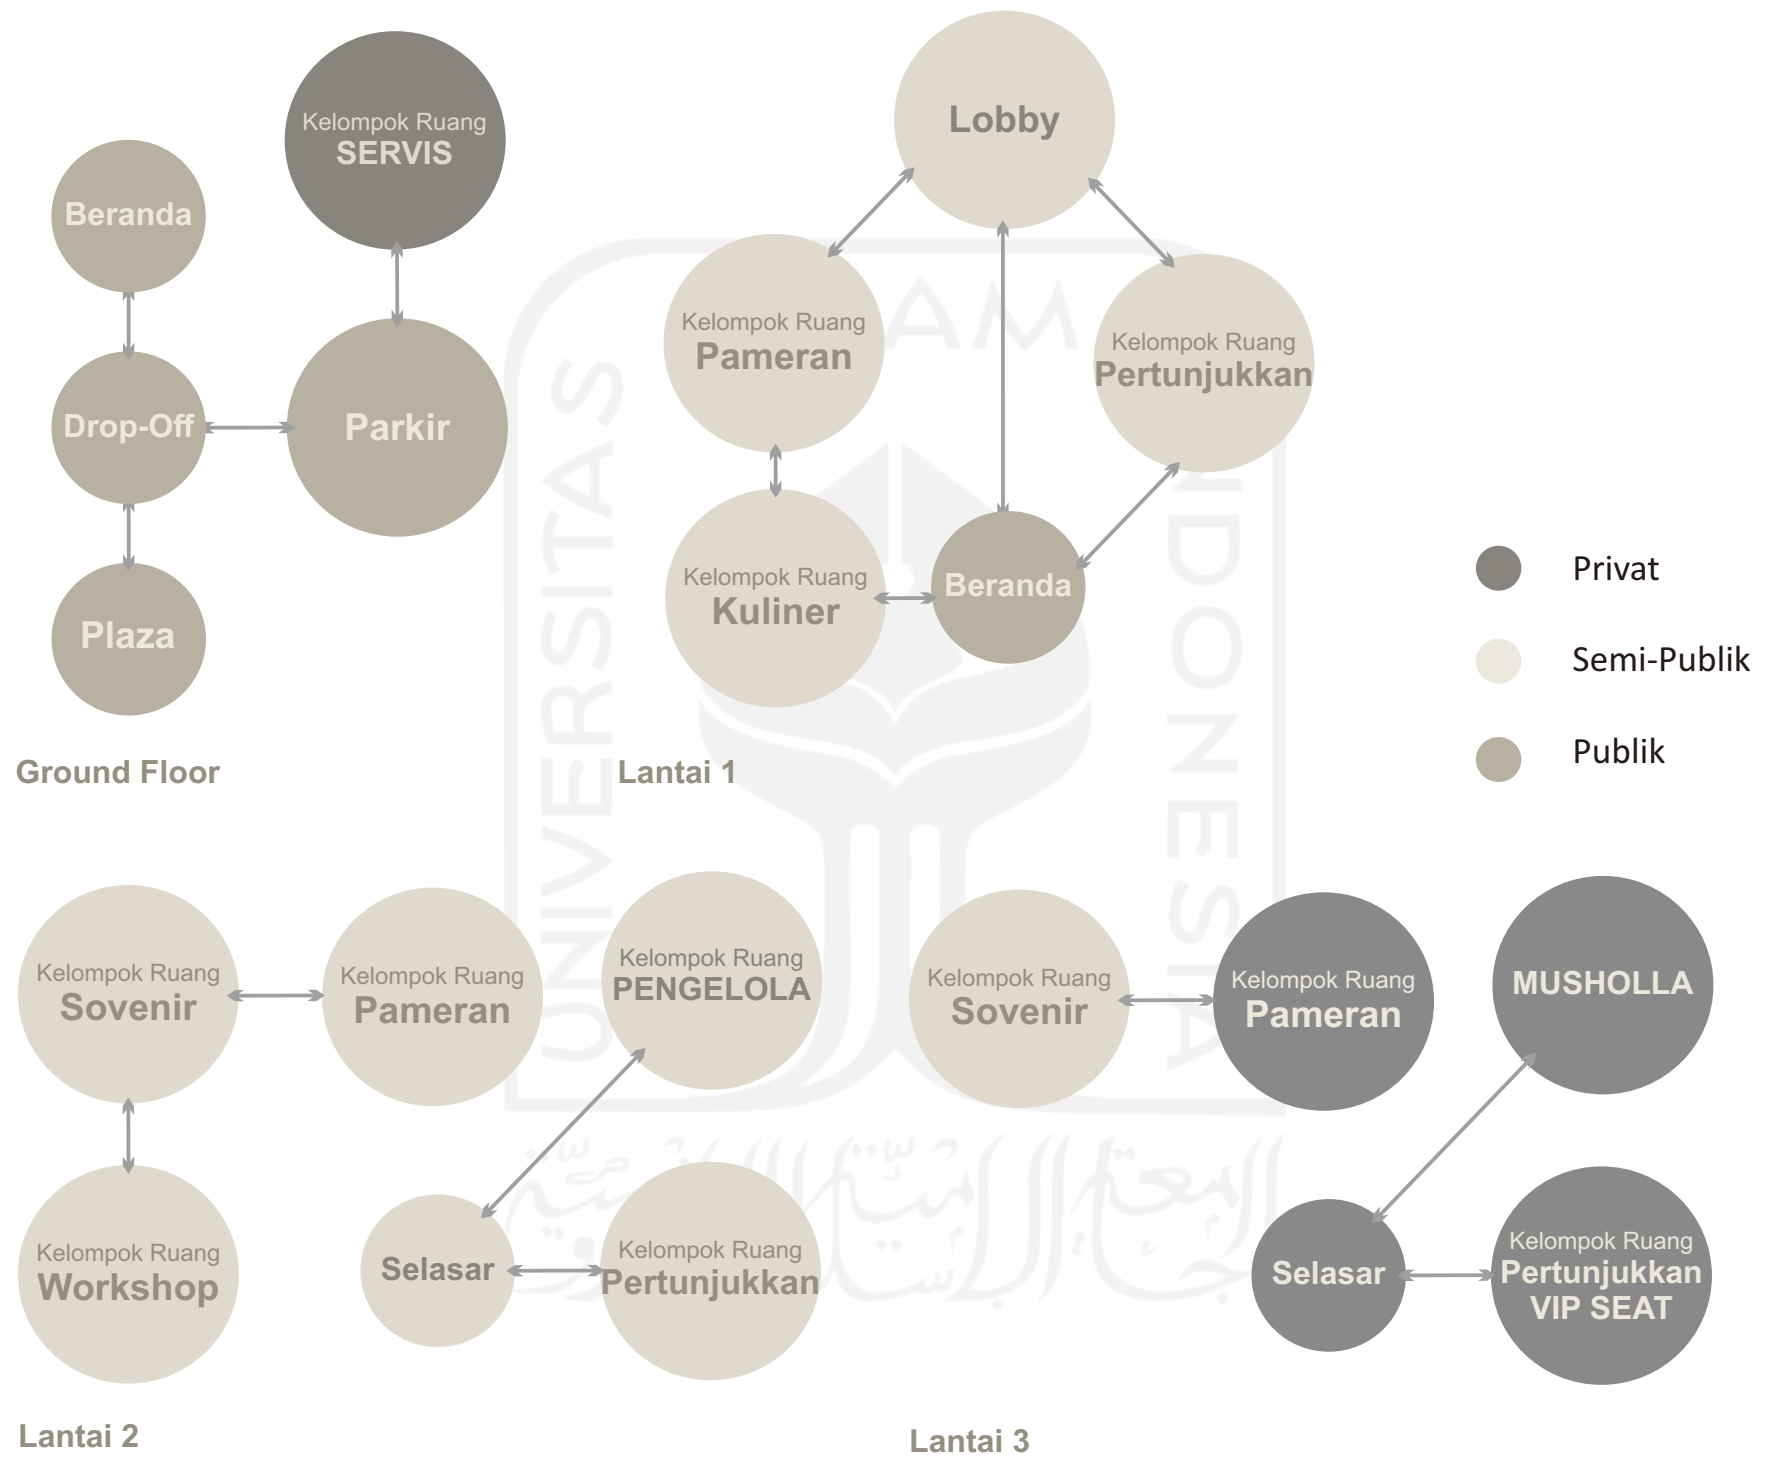 Kelompok Ruang
SERVIS
Beranda
Drop-Off
Parkir
Plaza
Ground Floor
Lobby
Kelompok Ruang
Pameran
Kelompok Ruang
Pertunjukkan
Kelompok Ruang
Kuliner
Beranda
Lantai 1
Privat
Semi-Publik
Publik
Kelompok Ruang
Sovenir
Kelompok Ruang
Pameran
Kelompok Ruang
PENGELOLA
Kelompok Ruang
Workshop
Selasar
Kelompok Ruang
Pertunjukkan
Lantai 2
Kelompok Ruang
Sovenir
Kelompok Ruang
Pameran
MUSHOLLA
Selasar
Kelompok Ruang
Pertunjukkan
VIP SEAT
Lantai 3
UNIVERSITAS
INDONESIA